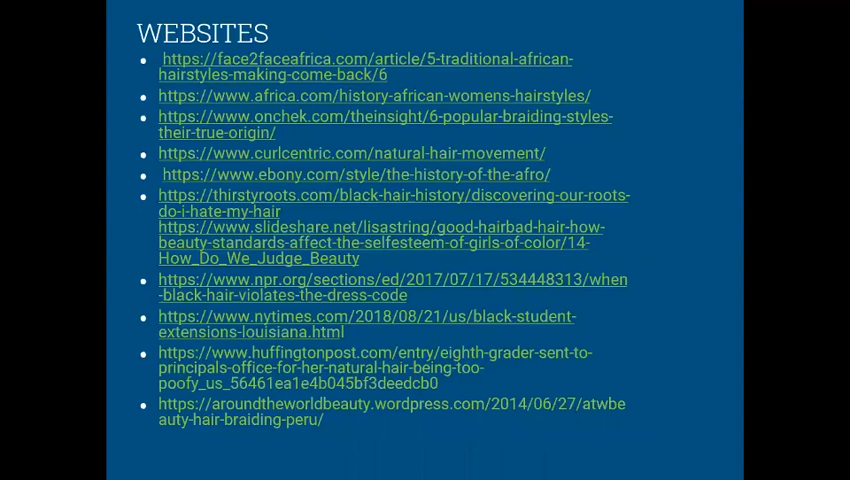 WEBSITES
https://face2faceafrica.com/article/5-traditional-african-
hairstyles-making-come-back/6
https://www.africa.com/history-african-womens-hairstyles/
https://www.onchek.com/theinsight/6-popular-braiding-styles-
their-true-origin/
https://www.curlcentric.com/natural-hair-movement/
https://www.ebony.com/style/the-history-of-the-afro/
https://thirstyroots.com/black-hair-history/discovering-our-roots-
do-i-hate-my-hair
https://www.slideshare.net/lisastring/good-hairbad-hair-how-
beauty-standards-affect-the-selfesteem-of-girls-of-color/14-
How_Do_We_Judge_Beauty
https://www.npr.org/sections/ed/2017/07/17/534448313/when
-black-hair-violates-the-dress-code
https://www.nytimes.com/2018/08/21/us/black-student-
extensions-louisiana.html
https://www.huffingtonpost.com/entry/eighth-grader-sent-to-
principals-office-for-her-natural-hair-being-too-
poofy_us_56461ea1e4b045bf3deedcb0
https://aroundtheworldbeauty.wordpress.com/2014/06/27/atwbe
auty-hair-braiding-peru/